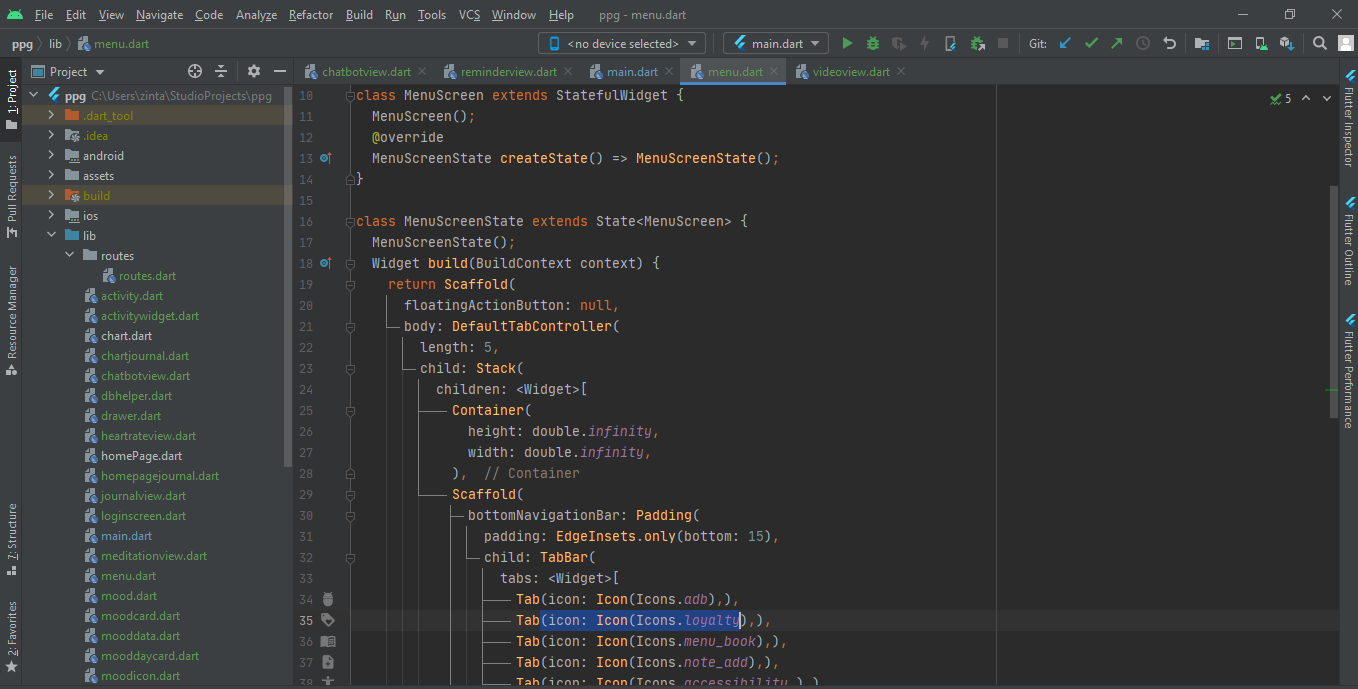 File Edit View Navigate Code Analyze Refactor Build Run Tools VCS Window Help ppg - menu.dart
ppg lib menu.dart <no device selected> main.dart Git:
Project chatbotview.dart reminderview.dart main.dart menu.dart videoview.dart
1: Project
Pull Requests
Resource Manager
7: Structure
2: Favorites
ppg C:\Users\zinta\StudioProjects\ppg
.dart_tool
.idea
android
assets
build
ios
lib
routes
routes.dart
activity.dart
activitywidget.dart
chart.dart
chartjournal.dart
chatbotview.dart
dbhelper.dart
drawer.dart
heartrateview.dart
homePage.dart
homepagejournal.dart
journalview.dart
loginscreen.dart
main.dart
meditationview.dart
menu.dart
mood.dart
moodcard.dart
mooddata.dart
mooddaycard.dart
moodicon.dart
10 class MenuScreen extends StatefulWidget {
11 MenuScreen();
12 @override
13 MenuScreenState createState() => MenuScreenState();
14 }
15
16 class MenuScreenState extends State<MenuScreen> {
17 MenuScreenState();
18 Widget build(BuildContext context) {
19 return Scaffold(
20 floatingActionButton: null,
21 body: DefaultTabController(
22 length: 5,
23 child: Stack(
24 children: <Widget>[
25 Container(
26 height: double.infinity,
27 width: double.infinity,
28 ), // Container
29 Scaffold(
30 bottomNavigationBar: Padding(
31 padding: EdgeInsets.only(bottom: 15),
32 child: TabBar(
33 tabs: <Widget>[
34 Tab(icon: Icon(Icons.adb),),
35 Tab(icon: Icon(Icons.loyalty),),
36 Tab(icon: Icon(Icons.menu_book),),
37 Tab(icon: Icon(Icons.note_add),),
38 Tab(icon: Icon(Icons.accessibility,),)
5
Flutter Inspector
Flutter Outline
Flutter Performance